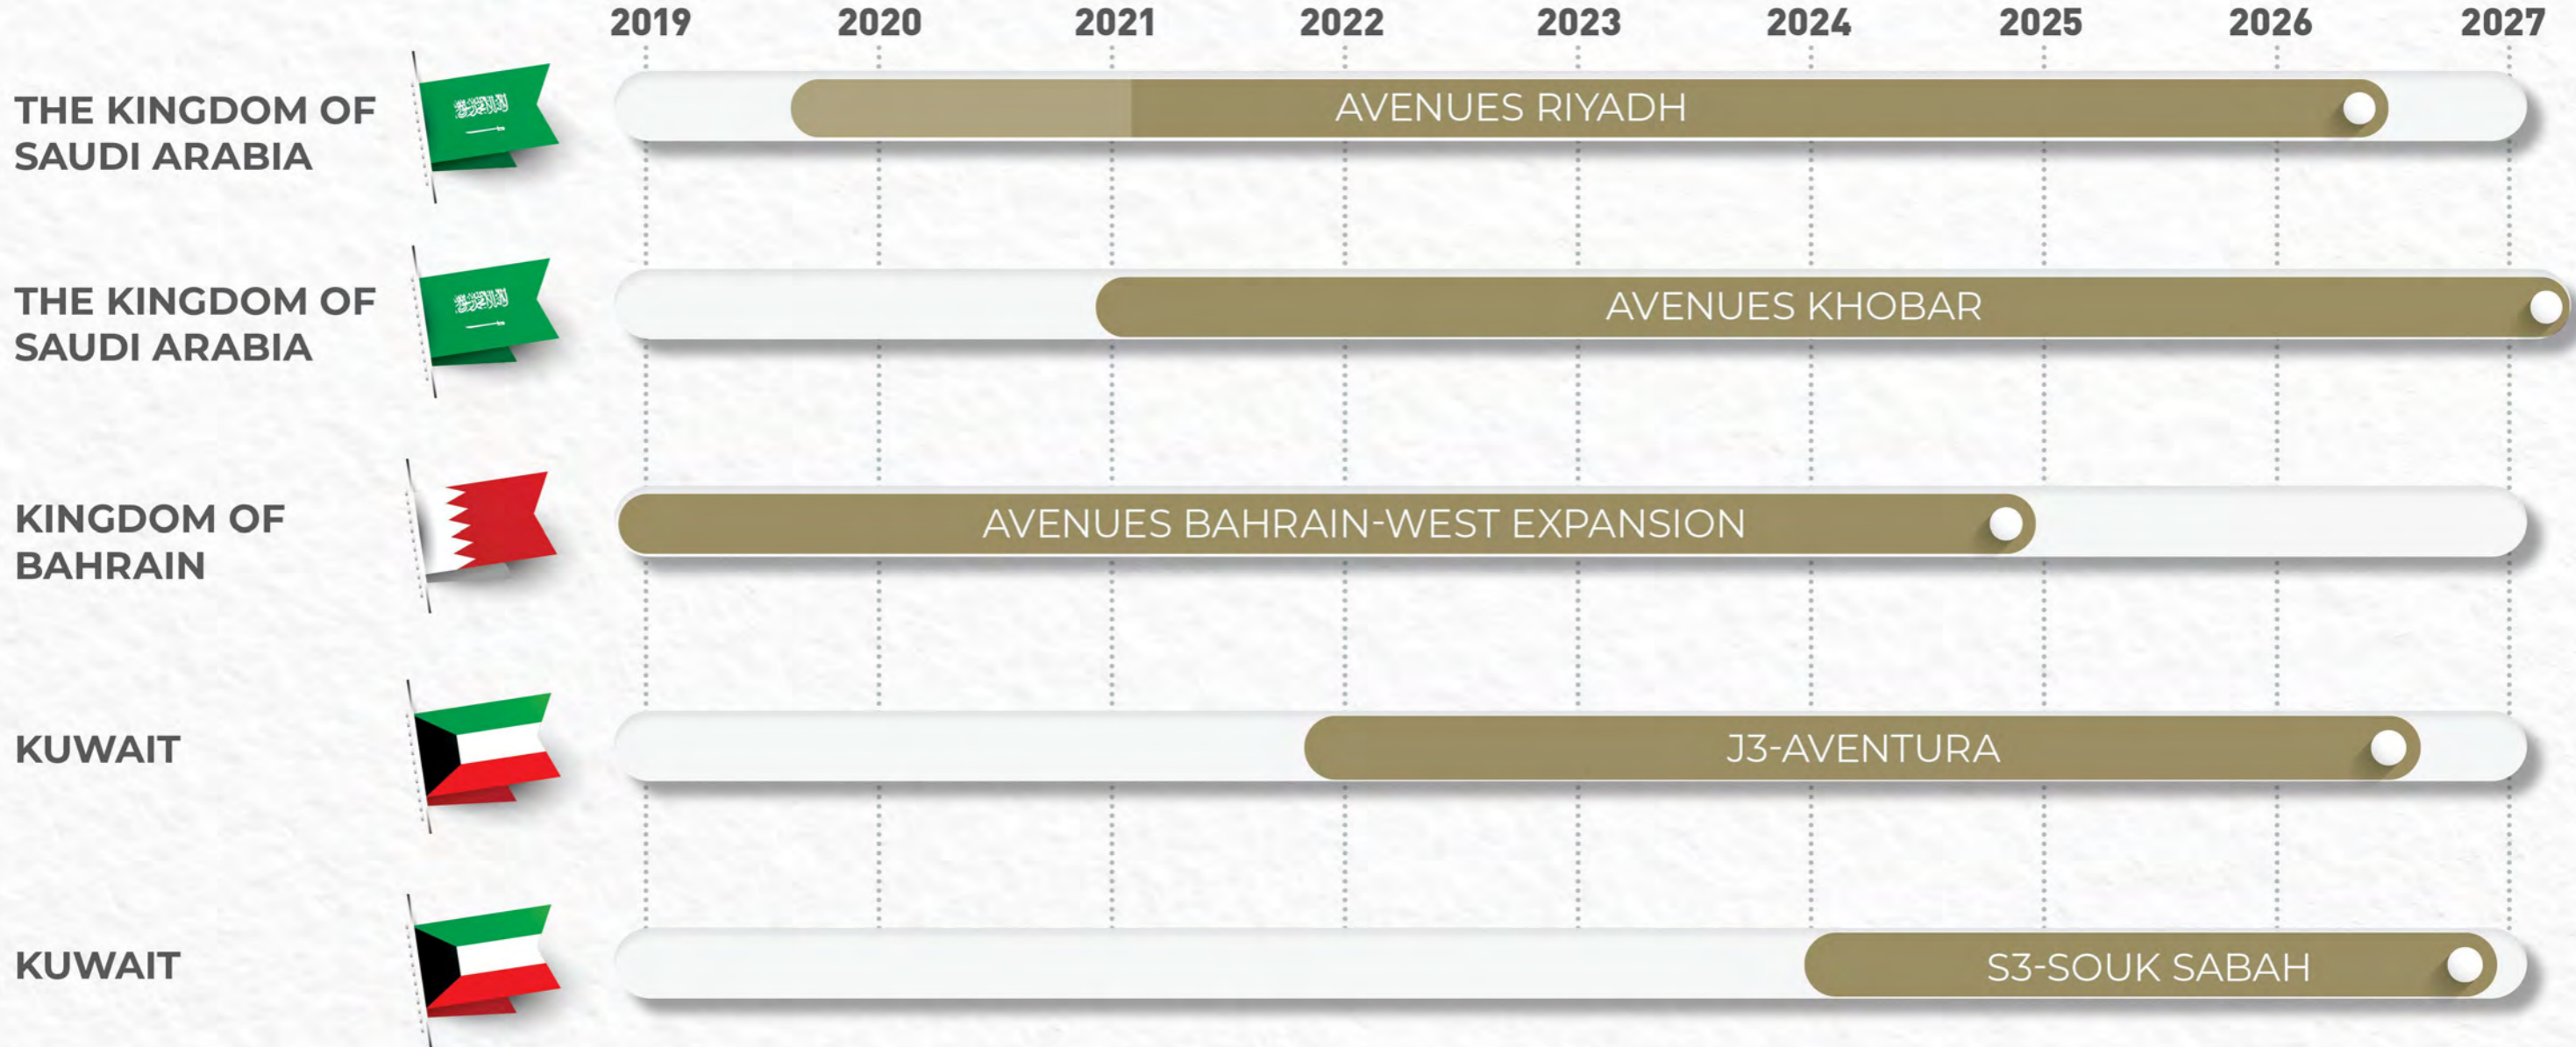 2019 2020 2021 2022 2023 2024 2025 2026 2027
THE KINGDOM OF
SAUDI ARABIA
AVENUES RIYADH
THE KINGDOM OF
SAUDI ARABIA
AVENUES KHOBAR
KINGDOM OF
BAHRAIN
AVENUES BAHRAIN-WEST EXPANSION
KUWAIT
J3-AVENTURA
KUWAIT
S3-SOUK SABAH